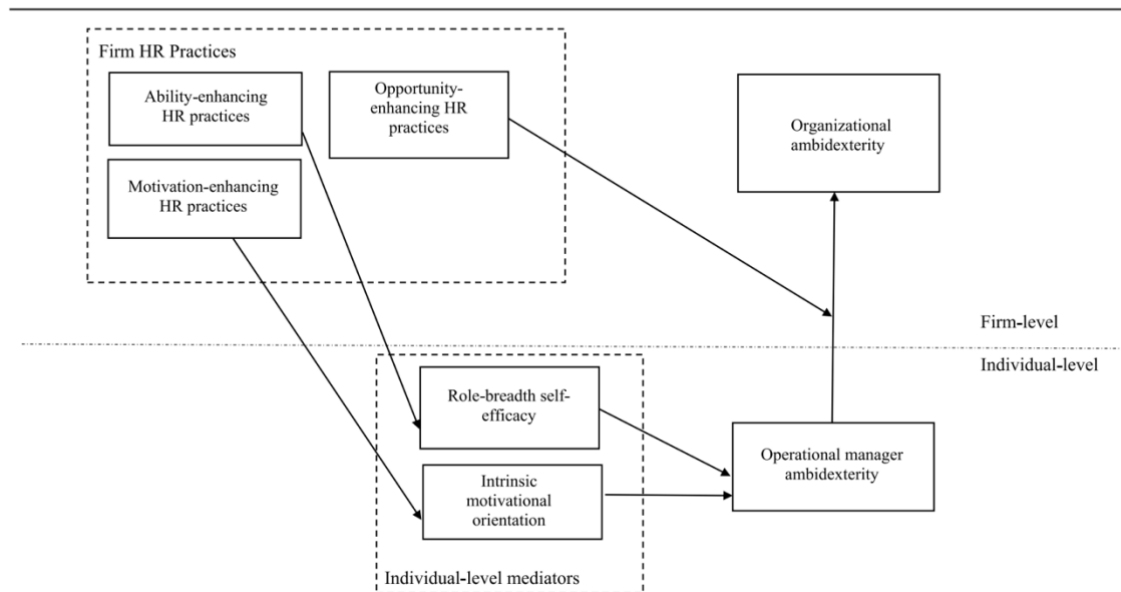 Firm HR Practices
Ability-enhancing
HR practices
Opportunity-
enhancing HR
practices
Motivation-enhancing
HR practices
Organizational
ambidexterity
Firm-level
Individual-level
Role-breadth self-
efficacy
Intrinsic
motivational
orientation
Operational manager
ambidexterity
Individual-level mediators